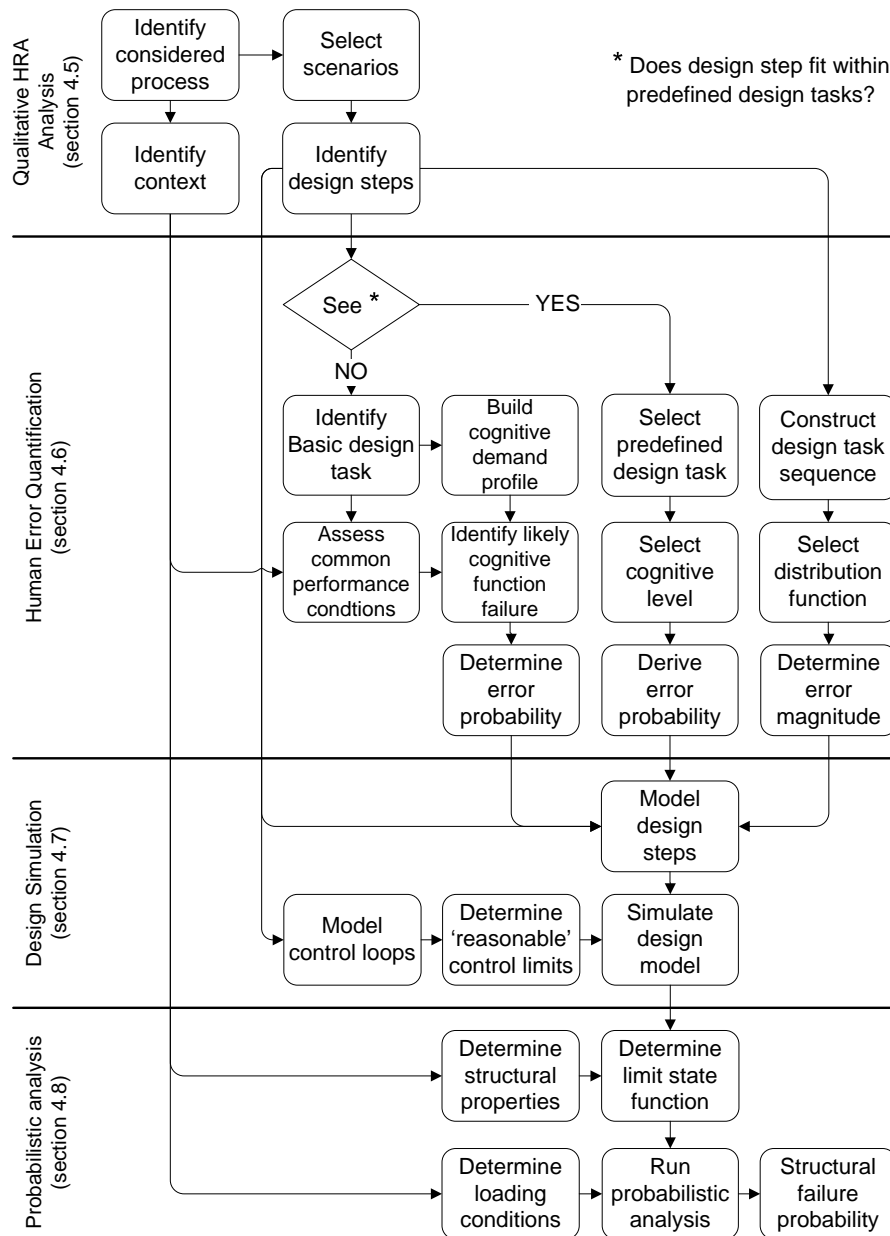 Qualitative HRA
Analysis
(section 4.5)
Identify
considered
process
Select
scenarios
* Does design step fit within
predefined design tasks?
Identify
context
Identify
design steps
Human Error Quantification
(section 4.6)
See *
YES
NO
Identify
Basic design
task
Build
cognitive
demand
profile
Select
predefined
design task
Construct
design task
sequence
Assess
common
performance
condtions
Identify likely
cognitive
function
failure
Select
cognitive
level
Select
distribution
function
Determine
error
probability
Derive
error
probability
Determine
error
magnitude
Design Simulation
(section 4.7)
Model
design
steps
Model
control loops
Determine
‘reasonable’
control limits
Simulate
design
model
Probabilistic analysis
(section 4.8)
Determine
structural
properties
Determine
limit state
function
Determine
loading
conditions
Run
probabilistic
analysis
Structural
failure
probability